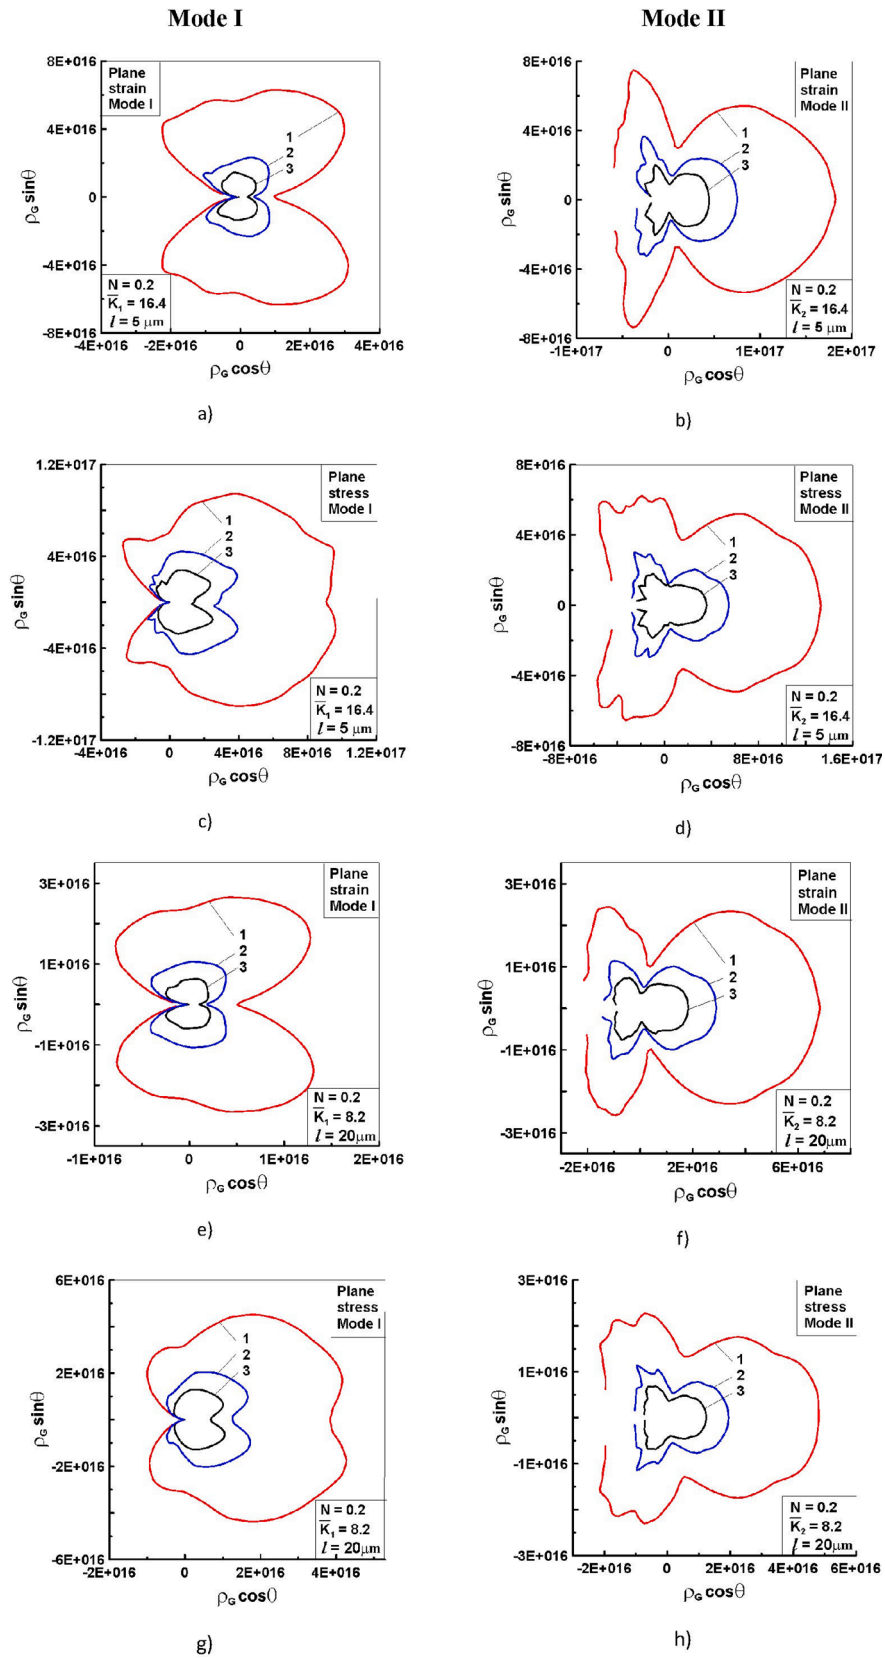 Mode I
Mode II
8E+016
4E+016
0
-4E+016
-8E+016
ρG sinθ
Plane
strain
Mode I
1
2
3
N = 0.2
K̅1 = 16.4
l = 5 μm
-4E+016
-2E+016
0
2E+016
4E+016
ρG cosθ
a)
8E+016
4E+016
0
-4E+016
-8E+016
ρG sinθ
Plane
strain
Mode II
1
2
3
N = 0.2
K̅2 = 16.4
l = 5 μm
-1E+017
0
1E+017
2E+017
ρG cosθ
b)
1.2E+017
4E+016
-4E+016
-1.2E+017
ρG sinθ
Plane
stress
Mode I
1
2
3
N = 0.2
K̅1 = 16.4
l = 5 μm
-4E+016
0
4E+016
8E+016
1.2E+017
ρG cosθ
c)
8E+016
4E+016
0
-4E+016
-8E+016
ρG sinθ
Plane
stress
Mode II
1
2
3
N = 0.2
K̅2 = 16.4
l = 5 μm
-8E+016
0
8E+016
1.6E+017
ρG cosθ
d)
3E+016
1E+016
-1E+016
-3E+016
ρG sinθ
Plane
strain
Mode I
1
2
3
N = 0.2
K̅1 = 8.2
l = 20μm
-1E+016
0
1E+016
2E+016
ρG cosθ
e)
3E+016
1E+016
-1E+016
-3E+016
ρG sinθ
Plane
strain
Mode II
1
2
3
N = 0.2
K̅2 = 8.2
l = 20μm
-2E+016
2E+016
6E+016
ρG cosθ
f)
6E+016
2E+016
-2E+016
-6E+016
ρG sinθ
Plane
stress
Mode I
1
2
3
N = 0.2
K̅1 = 8.2
l = 20μm
-2E+016
0
2E+016
4E+016
ρG cosθ
g)
3E+016
1E+016
-1E+016
-3E+016
ρG sinθ
Plane
stress
Mode II
1
2
3
N = 0.2
K̅2 = 8.2
l = 20μm
-3E+016
0
2E+016
4E+016
6E+016
ρG cosθ
h)